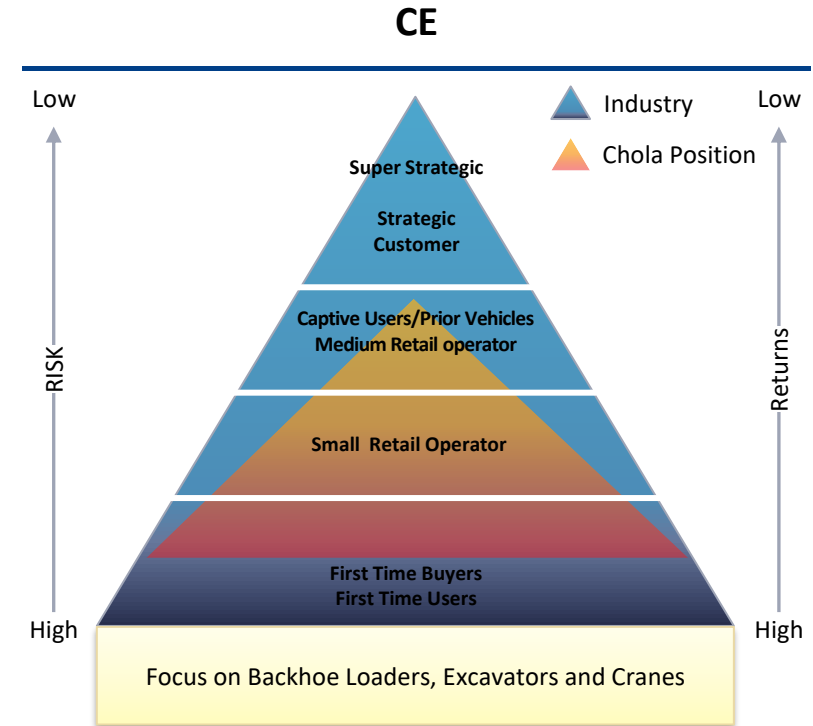 CE
Low
Industry
Low
Chola Position
Super Strategic
Strategic
Customer
Captive Users/Prior Vehicles
Medium Retail operator
RISK
Returns
Small Retail Operator
First Time Buyers
First Time Users
High
High
Focus on Backhoe Loaders, Excavators and Cranes